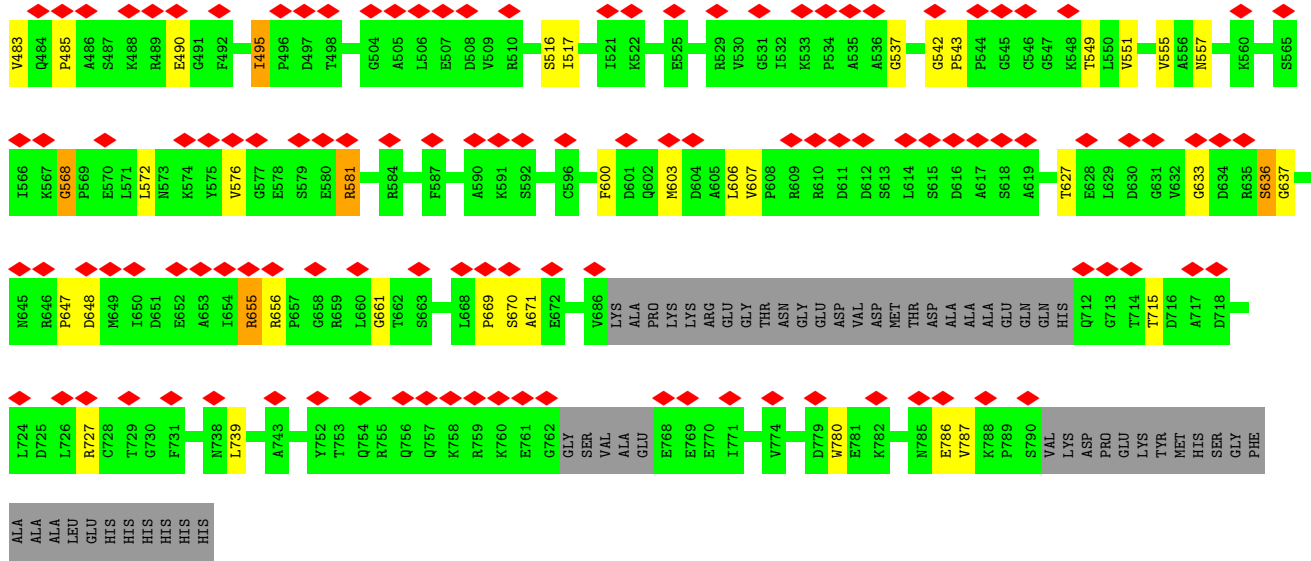 V483 Q484 P485 A486 S487 K488 R489 E490 G491 F492 I495 P496 D497 T498 G504 A505 L506 E507 D508 V509 R510 S516 I517 I521 K522 E525 R529 V530 G531 I532 K533 P534 A535 A536 G537 G542 P543 P544 G545 C546 G547 K548 T549 L550 V551 V555 A556 N557 K560 S565
I566 K567 G568 P569 E570 L571 L572 N573 K574 Y575 V576 G577 E578 S579 E580 R581 R584 F587 A590 K591 S592 C596 F600 D601 Q602 M603 D604 A605 L606 V607 P608 R609 R610 D611 D612 S613 L614 S615 D616 A617 S618 A619 T627 E628 L629 D630 G631 V632 G633 D634 R635 S636 G637
N645 R646 P647 D648 M649 I650 D651 E652 A653 I654 R655 R656 P657 G658 R659 L660 G661 T662 S663 L668 P669 S670 A671 E672 V686 LYS ALA PRO LYS LYS ARG GLU GLY THR ASN GLY GLU ASP VAL ASP MET THR ASP ALA ALA ALA GLU GLN GLN HIS Q712 G713 T714 T715 D716 A717 D718
L724 D725 L726 R727 C728 T729 G730 F731 N738 L739 A743 Y752 T753 Q754 R755 Q756 Q757 K758 R759 K760 E761 G762 GLY SER VAL ALA GLU E768 E769 E770 I771 V774 D779 W780 E781 K782 N785 E786 V787 K788 P789 S790 VAL LYS ASP PRO GLU LYS TYR MET HIS SER GLY PHE
ALA ALA ALA LEU GLU HIS HIS HIS HIS HIS HIS